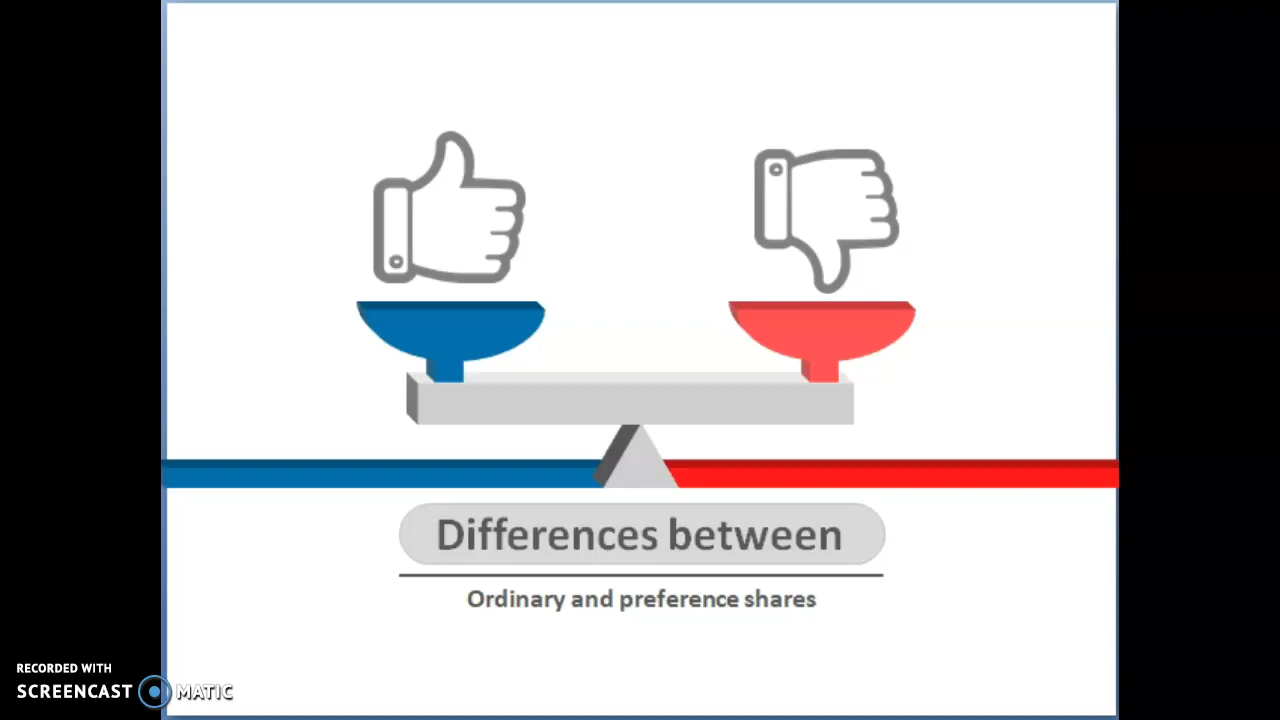 Differences between
Ordinary and preference shares
RECORDED WITH
SCREENCAST MATIC